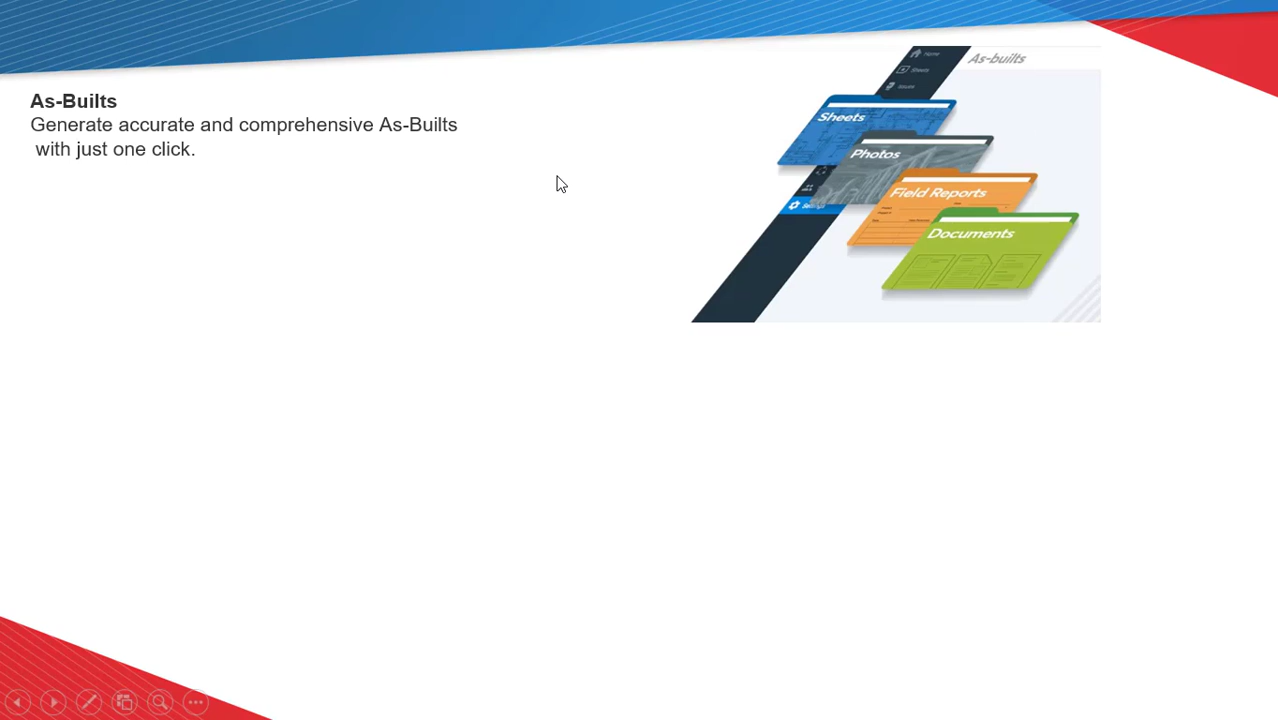 As-Builts
Generate accurate and comprehensive As-Builts
with just one click.
As-builts
Home
Sheets
Issues
Sheets
Photos
Field Reports
Documents